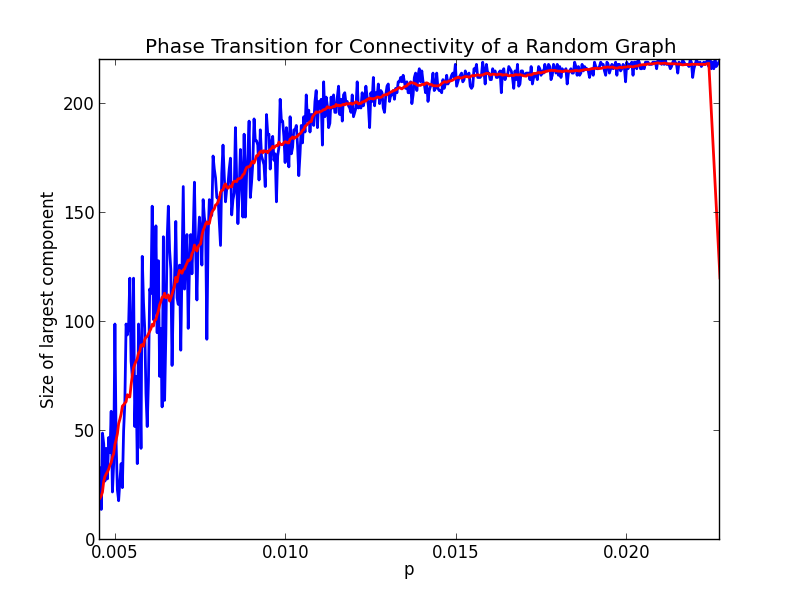 Phase Transition for Connectivity of a Random Graph
Size of largest component
200
150
100
50
0
0.005 0.010 0.015 0.020
p